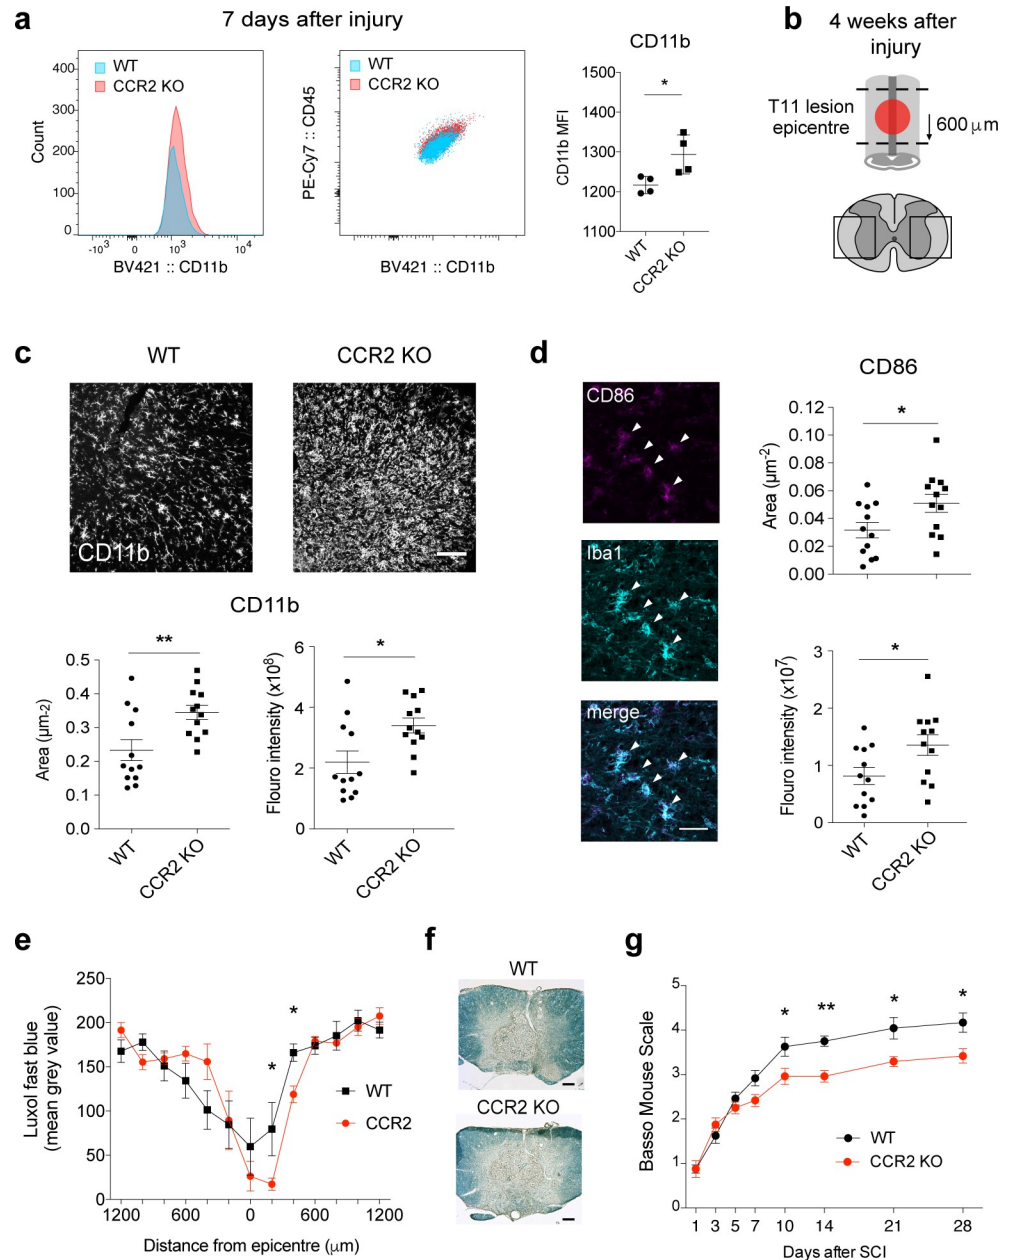 a
7 days after injury
WT
CCR2 KO
Count
400
300
200
100
0
-10³ 0 10³ 10⁴
BV421 :: CD11b
WT
CCR2 KO
PE-Cy7 :: CD45
BV421 :: CD11b
CD11b
CD11b MFI
1500
1400
1300
1200
1100
*
WT
CCR2 KO
b
4 weeks after
injury
T11 lesion
epicentre
600 μm
c
WT
CCR2 KO
CD11b
CD11b
Area (μm-2)
0.5
0.4
0.3
0.2
0.1
0.0
**
WT
CCR2 KO
Flouro intensity (x10⁸)
6
4
2
0
*
WT
CCR2 KO
d
CD86
Iba1
merge
CD86
Area (μm⁻²)
0.12
0.10
0.08
0.06
0.04
0.02
0.00
*
Flouro intensity (x10⁷)
3
2
1
0
*
WT
CCR2 KO
e
Luxol fast blue
(mean grey value)
250
200
150
100
50
0
*
*
WT
CCR2
1200 600 0 600 1200
Distance from epicentre (μm)
f
WT
CCR2 KO
g
Basso Mouse Scale
5
4
3
2
1
0
* ** * *
WT
CCR2 KO
1 3 5 7 10 14 21 28
Days after SCI